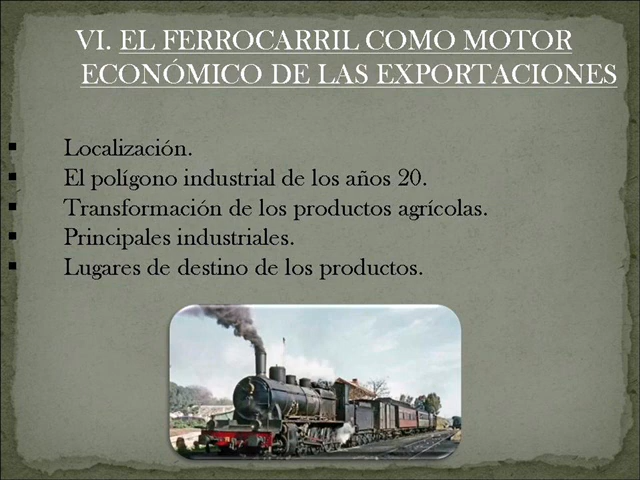 VI. EL FERROCARRIL COMO MOTOR
ECONÓMICO DE LAS EXPORTACIONES
▪ Localización.
▪ El polígono industrial de los años 20.
▪ Transformación de los productos agrícolas.
▪ Principales industriales.
▪ Lugares de destino de los productos.